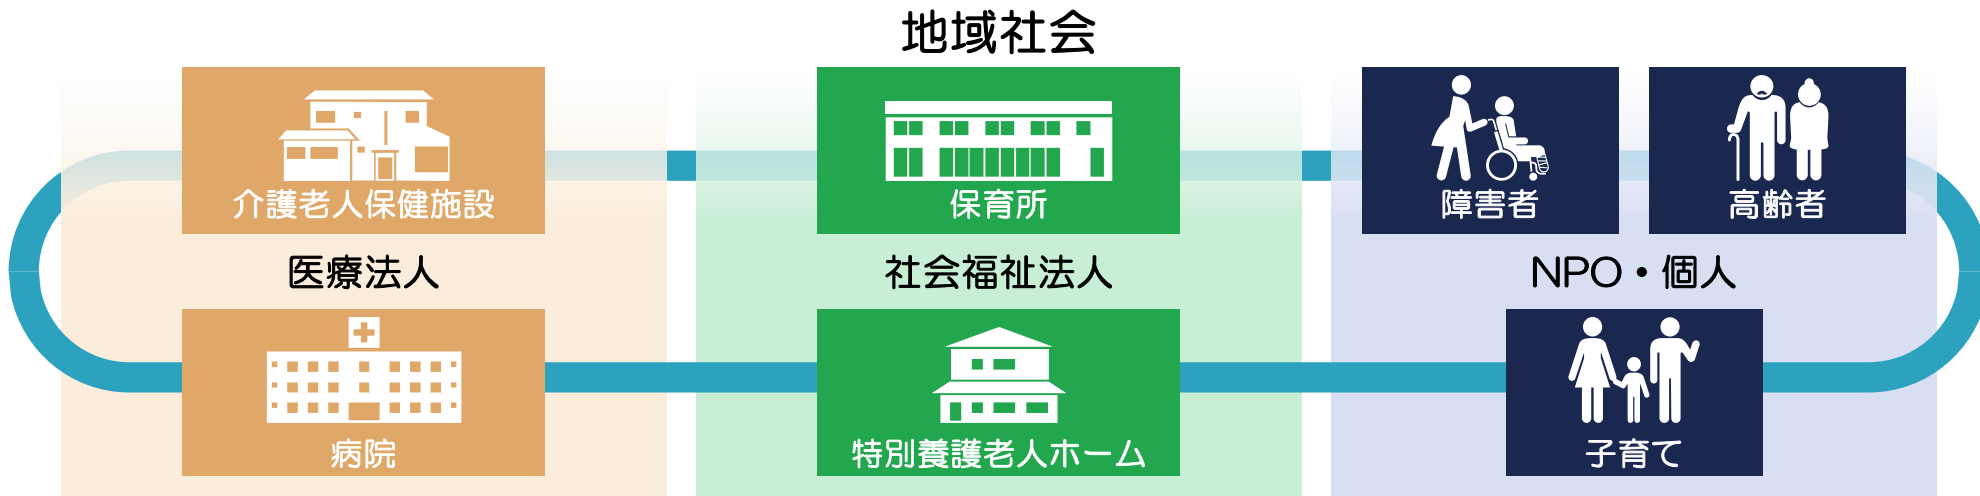 地域社会
介護老人保健施設
保育所
障害者
高齢者
医療法人
社会福祉法人
NPO・個人
病院
特別養護老人ホーム
子育て